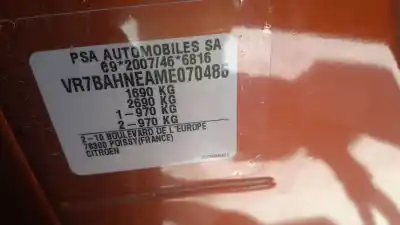 PSA AUTOMOBILES SA
e9*2007/46*6816
VR7BAHNEAME070486
1690 KG
2690 KG
1-970 KG
2-970 KG
2-10 BOULEVARD DE L'EUROPE
78300 POISSY(FRANCE)
CITROEN